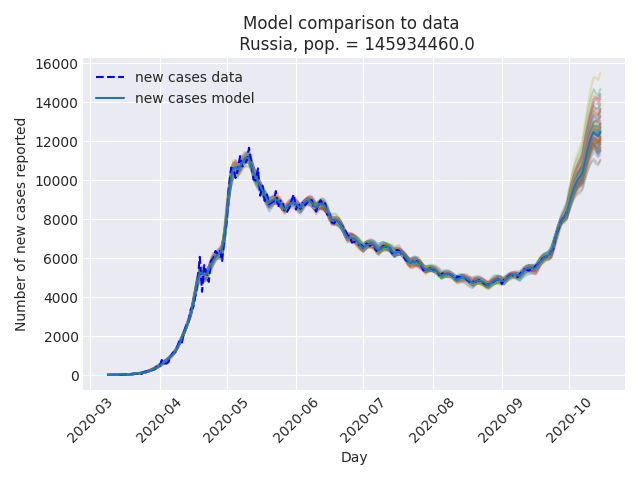 Model comparison to data
Russia, pop. = 145934460.0
new cases data
new cases model
Number of new cases reported
16000
14000
12000
10000
8000
6000
4000
2000
0
2020-03
2020-04
2020-05
2020-06
2020-07
2020-08
2020-09
2020-10
Day